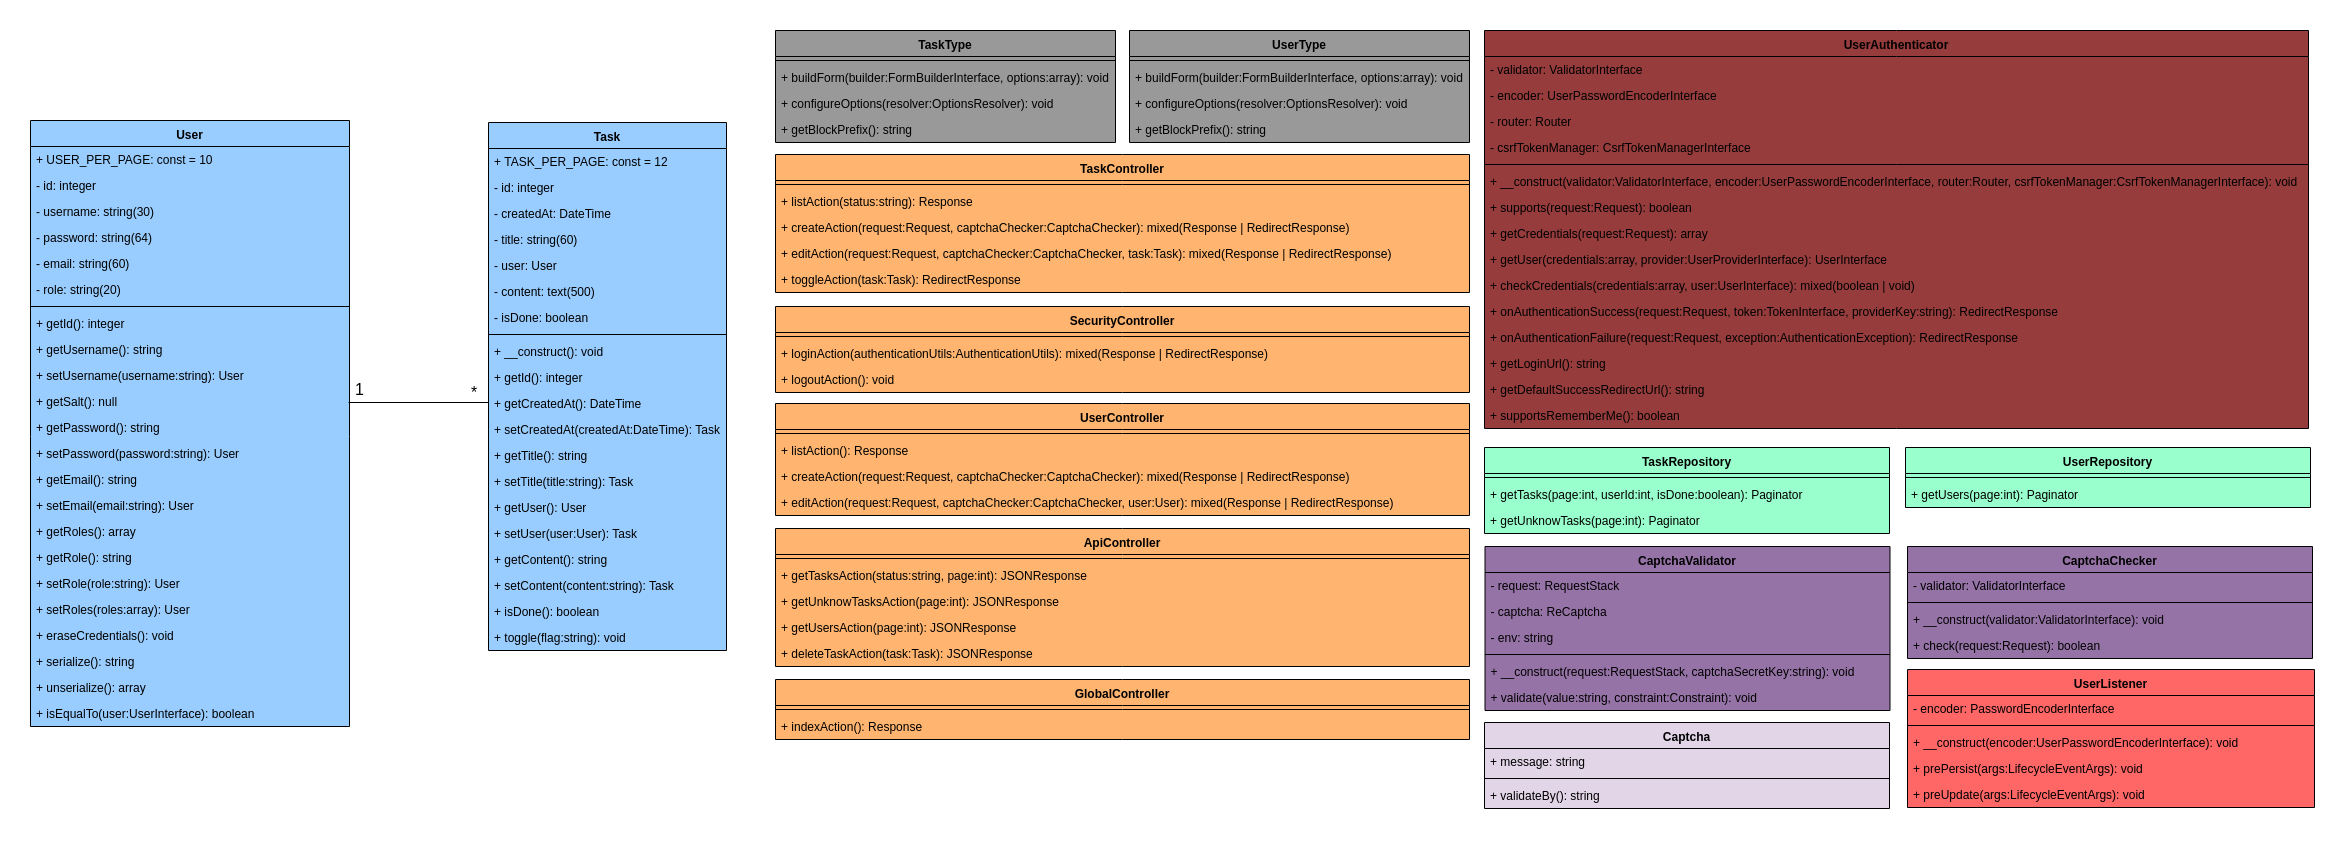 User
+ USER_PER_PAGE: const = 10
- id: integer
- username: string(30)
- password: string(64)
- email: string(60)
- role: string(20)
+ getId(): integer
+ getUsername(): string
+ setUsername(username:string): User
+ getSalt(): null
+ getPassword(): string
+ setPassword(password:string): User
+ getEmail(): string
+ setEmail(email:string): User
+ getRoles(): array
+ getRole(): string
+ setRole(role:string): User
+ setRoles(roles:array): User
+ eraseCredentials(): void
+ serialize(): string
+ unserialize(): array
+ isEqualTo(user:UserInterface): boolean
1
*
Task
+ TASK_PER_PAGE: const = 12
- id: integer
- createdAt: DateTime
- title: string(60)
- user: User
- content: text(500)
- isDone: boolean
+ __construct(): void
+ getId(): integer
+ getCreatedAt(): DateTime
+ setCreatedAt(createdAt:DateTime): Task
+ getTitle(): string
+ setTitle(title:string): Task
+ getUser(): User
+ setUser(user:User): Task
+ getContent(): string
+ setContent(content:string): Task
+ isDone(): boolean
+ toggle(flag:string): void
TaskType
+ buildForm(builder:FormBuilderInterface, options:array): void
+ configureOptions(resolver:OptionsResolver): void
+ getBlockPrefix(): string
UserType
+ buildForm(builder:FormBuilderInterface, options:array): void
+ configureOptions(resolver:OptionsResolver): void
+ getBlockPrefix(): string
TaskController
+ listAction(status:string): Response
+ createAction(request:Request, captchaChecker:CaptchaChecker): mixed(Response | RedirectResponse)
+ editAction(request:Request, captchaChecker:CaptchaChecker, task:Task): mixed(Response | RedirectResponse)
+ toggleAction(task:Task): RedirectResponse
SecurityController
+ loginAction(authenticationUtils:AuthenticationUtils): mixed(Response | RedirectResponse)
+ logoutAction(): void
UserController
+ listAction(): Response
+ createAction(request:Request, captchaChecker:CaptchaChecker): mixed(Response | RedirectResponse)
+ editAction(request:Request, captchaChecker:CaptchaChecker, user:User): mixed(Response | RedirectResponse)
ApiController
+ getTasksAction(status:string, page:int): JSONResponse
+ getUnknowTasksAction(page:int): JSONResponse
+ getUsersAction(page:int): JSONResponse
+ deleteTaskAction(task:Task): JSONResponse
GlobalController
+ indexAction(): Response
UserAuthenticator
- validator: ValidatorInterface
- encoder: UserPasswordEncoderInterface
- router: Router
- csrfTokenManager: CsrfTokenManagerInterface
+ __construct(validator:ValidatorInterface, encoder:UserPasswordEncoderInterface, router:Router, csrfTokenManager:CsrfTokenManagerInterface): void
+ supports(request:Request): boolean
+ getCredentials(request:Request): array
+ getUser(credentials:array, provider:UserProviderInterface): UserInterface
+ checkCredentials(credentials:array, user:UserInterface): mixed(boolean | void)
+ onAuthenticationSuccess(request:Request, token:TokenInterface, providerKey:string): RedirectResponse
+ onAuthenticationFailure(request:Request, exception:AuthenticationException): RedirectResponse
+ getLoginUrl(): string
+ getDefaultSuccessRedirectUrl(): string
+ supportsRememberMe(): boolean
TaskRepository
+ getTasks(page:int, userId:int, isDone:boolean): Paginator
+ getUnknowTasks(page:int): Paginator
UserRepository
+ getUsers(page:int): Paginator
CaptchaValidator
- request: RequestStack
- captcha: ReCaptcha
- env: string
+ __construct(request:RequestStack, captchaSecretKey:string): void
+ validate(value:string, constraint:Constraint): void
CaptchaChecker
- validator: ValidatorInterface
+ __construct(validator:ValidatorInterface): void
+ check(request:Request): boolean
Captcha
+ message: string
+ validateBy(): string
UserListener
- encoder: PasswordEncoderInterface
+ __construct(encoder:UserPasswordEncoderInterface): void
+ prePersist(args:LifecycleEventArgs): void
+ preUpdate(args:LifecycleEventArgs): void